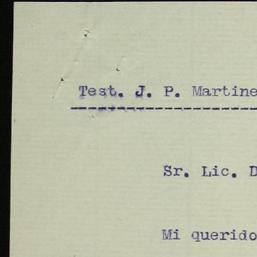 Test. J. P. Martine
Sr. Lic. D
Mi querido